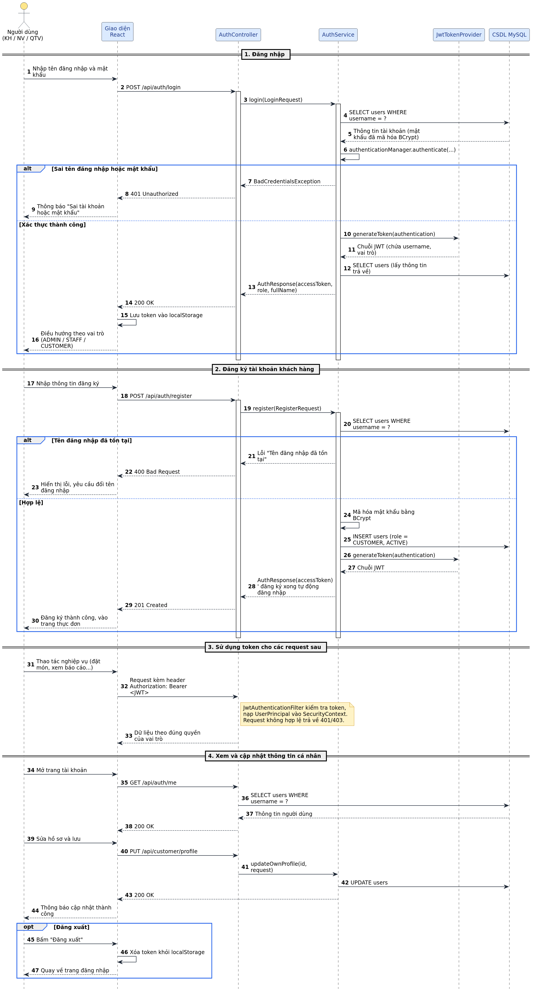 Người dùng
(KH / NV / QTV)
Giao diện
React
AuthController
AuthService
JwtTokenProvider
CSDL MySQL
1. Đăng nhập
1 Nhập tên đăng nhập và mật
khẩu
2 POST /api/auth/login
3 login(LoginRequest)
4 SELECT users WHERE
username = ?
5 Thông tin tài khoản (mật
khẩu đã mã hóa BCrypt)
6 authenticationManager.authenticate(...)
alt [Sai tên đăng nhập hoặc mật khẩu]
7 BadCredentialsException
8 401 Unauthorized
9 Thông báo "Sai tài khoản
hoặc mật khẩu"
[Xác thực thành công]
10 generateToken(authentication)
11 Chuỗi JWT (chứa username,
vai trò)
12 SELECT users (lấy thông tin
trả về)
13 AuthResponse(accessToken,
role, fullName)
14 200 OK
15 Lưu token vào localStorage
16 Điều hướng theo vai trò
(ADMIN / STAFF /
CUSTOMER)
2. Đăng ký tài khoản khách hàng
17 Nhập thông tin đăng ký
18 POST /api/auth/register
19 register(RegisterRequest)
20 SELECT users WHERE
username = ?
alt [Tên đăng nhập đã tồn tại]
21 Lỗi "Tên đăng nhập đã tồn
tại"
22 400 Bad Request
23 Hiển thị lỗi, yêu cầu đổi tên
đăng nhập
[Hợp lệ]
24 Mã hóa mật khẩu bằng
BCrypt
25 INSERT users (role =
CUSTOMER, ACTIVE)
26 generateToken(authentication)
27 Chuỗi JWT
28 AuthResponse(accessToken)
' đăng ký xong tự động
đăng nhập
29 201 Created
30 Đăng ký thành công, vào
trang thực đơn
3. Sử dụng token cho các request sau
31 Thao tác nghiệp vụ (đặt
món, xem báo cáo...)
32 Request kèm header
Authorization: Bearer
<JWT>
JwtAuthenticationFilter kiểm tra token,
nạp UserPrincipal vào SecurityContext.
Request không hợp lệ trả về 401/403.
33 Dữ liệu theo đúng quyền
của vai trò
4. Xem và cập nhật thông tin cá nhân
34 Mở trang tài khoản
35 GET /api/auth/me
36 SELECT users WHERE
username = ?
37 Thông tin người dùng
38 200 OK
39 Sửa hồ sơ và lưu
40 PUT /api/customer/profile
41 updateOwnProfile(id,
request)
42 UPDATE users
43 200 OK
44 Thông báo cập nhật thành
công
opt [Đăng xuất]
45 Bấm "Đăng xuất"
46 Xóa token khỏi localStorage
47 Quay về trang đăng nhập